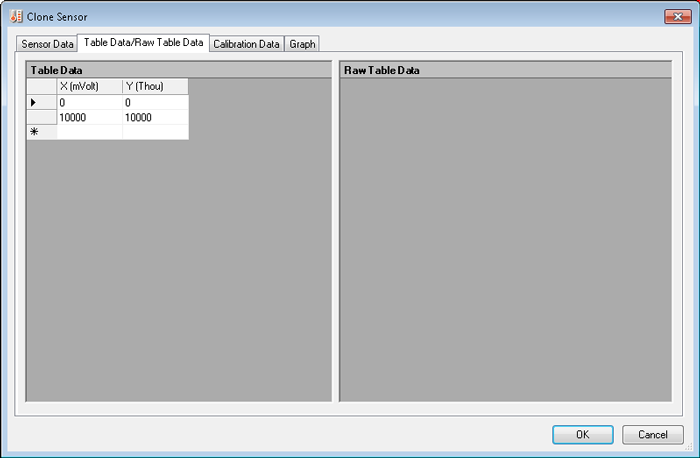 Clone Sensor
Sensor Data Table Data/Raw Table Data Calibration Data Graph
Table Data Raw Table Data
X (mVolt) Y (Thou)
0 0
10000 10000
*
OK Cancel